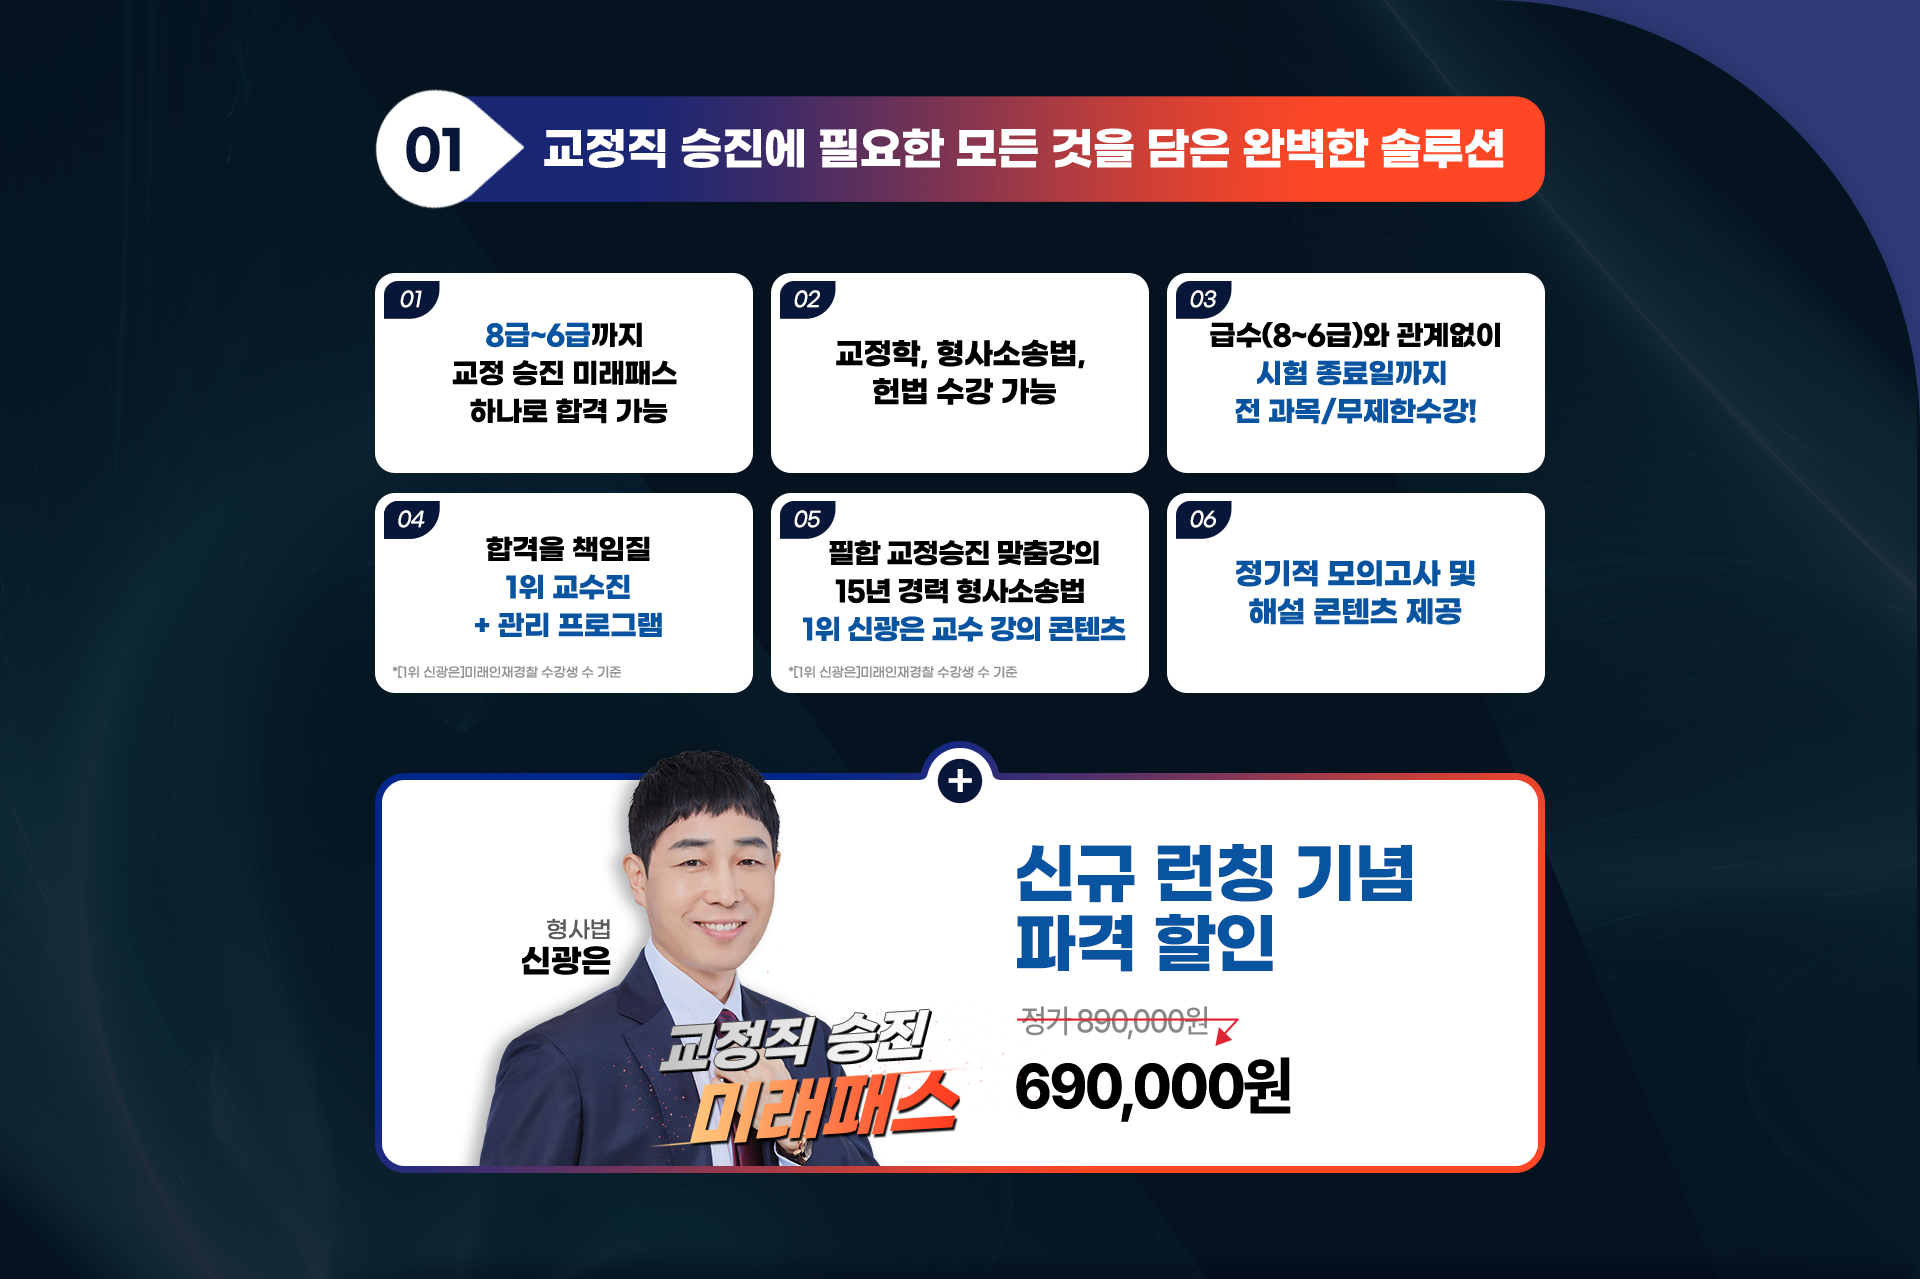 01
교정직 승진에 필요한 모든 것을 담은 완벽한 솔루션
01
8급~6급까지
교정 승진 미래패스
하나로 합격 가능
02
교정학, 형사소송법,
헌법 수강 가능
03
급수(8~6급)와 관계없이
시험 종료일까지
전 과목/무제한수강!
04
합격을 책임질
1위 교수진
+ 관리 프로그램
*[1위 신광은]미래인재경찰 수강생 수 기준
05
필합 교정승진 맞춤강의
15년 경력 형사소송법
1위 신광은 교수 강의 콘텐츠
*[1위 신광은]미래인재경찰 수강생 수 기준
06
정기적 모의고사 및
해설 콘텐츠 제공
+
형사법
신광은
교정직 승진
미래패스
신규 런칭 기념
파격 할인
정가 890,000원
690,000원